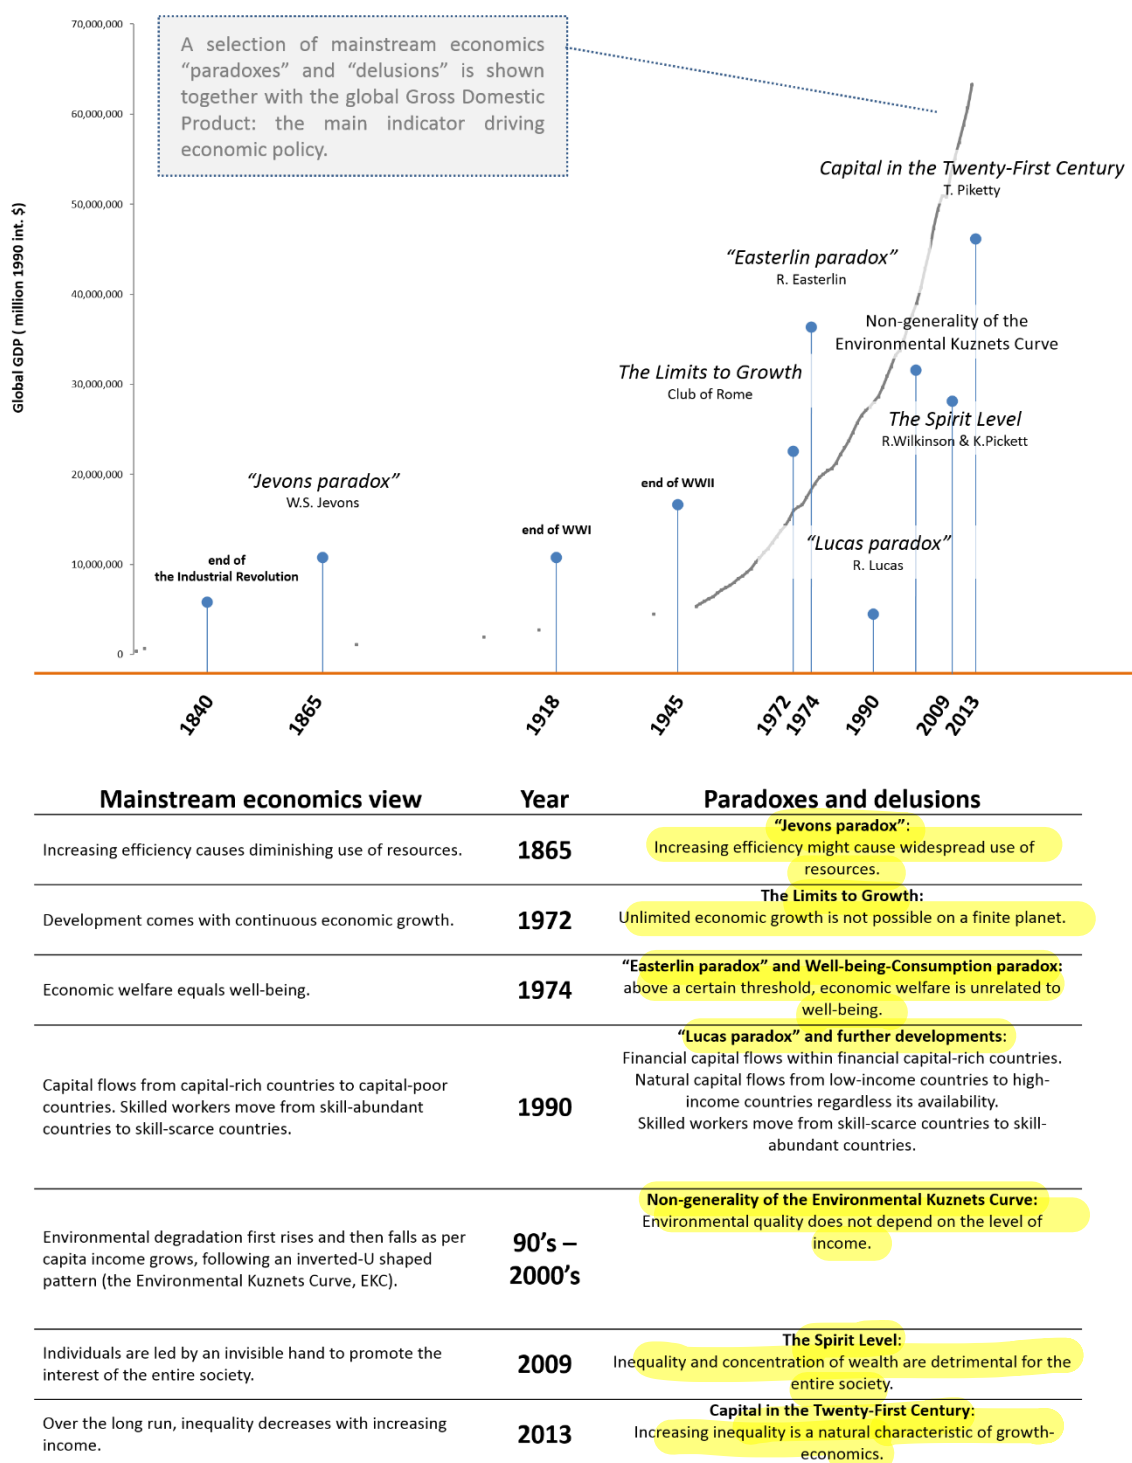 70,000,000
60,000,000
50,000,000
40,000,000
30,000,000
20,000,000
10,000,000
0
Global GDP ( million 1990 int. $)
A selection of mainstream economics
“paradoxes” and “delusions” is shown
together with the global Gross Domestic
Product: the main indicator driving
economic policy.
Capital in the Twenty-First Century
T. Piketty
“Easterlin paradox”
R. Easterlin
Non-generality of the
Environmental Kuznets Curve
The Limits to Growth
Club of Rome
The Spirit Level
R.Wilkinson & K.Pickett
“Jevons paradox”
W.S. Jevons
end of WWII
end of WWI
“Lucas paradox”
R. Lucas
end of
the Industrial Revolution
1840
1865
1918
1945
1972
1974
1990
2009
2013
Mainstream economics view Year Paradoxes and delusions
Increasing efficiency causes diminishing use of resources.
1865
“Jevons paradox”:
Increasing efficiency might cause widespread use of
resources.
Development comes with continuous economic growth.
1972
The Limits to Growth:
Unlimited economic growth is not possible on a finite planet.
Economic welfare equals well-being.
1974
“Easterlin paradox” and Well-being-Consumption paradox:
above a certain threshold, economic welfare is unrelated to
well-being.
Capital flows from capital-rich countries to capital-poor
countries. Skilled workers move from skill-abundant
countries to skill-scarce countries.
1990
“Lucas paradox” and further developments:
Financial capital flows within financial capital-rich countries.
Natural capital flows from low-income countries to high-
income countries regardless its availability.
Skilled workers move from skill-scarce countries to skill-
abundant countries.
Environmental degradation first rises and then falls as per
capita income grows, following an inverted-U shaped
pattern (the Environmental Kuznets Curve, EKC).
90’s –
2000’s
Non-generality of the Environmental Kuznets Curve:
Environmental quality does not depend on the level of
income.
Individuals are led by an invisible hand to promote the
interest of the entire society.
2009
The Spirit Level:
Inequality and concentration of wealth are detrimental for the
entire society.
Over the long run, inequality decreases with increasing
income.
2013
Capital in the Twenty-First Century:
Increasing inequality is a natural characteristic of growth-
economics.